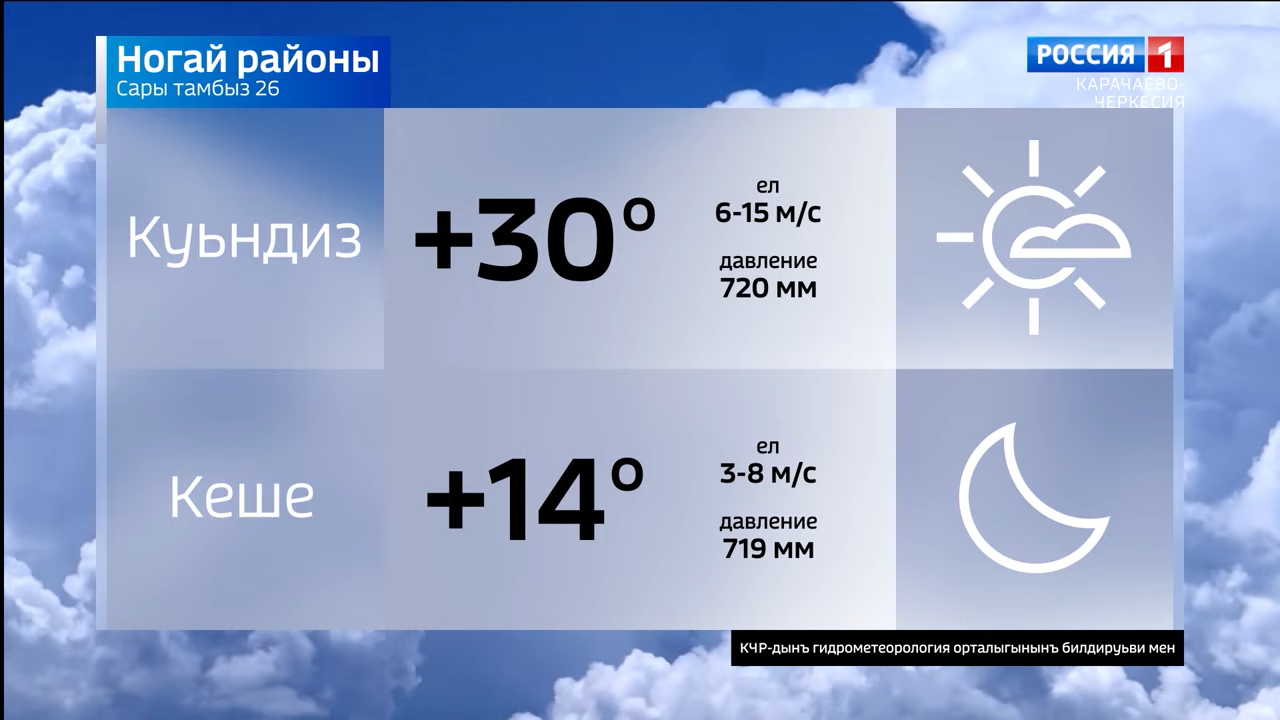 Ногай районы
Сары тамбыз 26
РОССИЯ 1
КАРАЧАЕВО-
ЧЕРКЕСИЯ
Куьндиз
+30°
ел
6-15 м/с
давление
720 мм
Кеше
+14°
ел
3-8 м/с
давление
719 мм
КЧР-дынъ гидрометеорология орталыгынынъ билдируьви мен